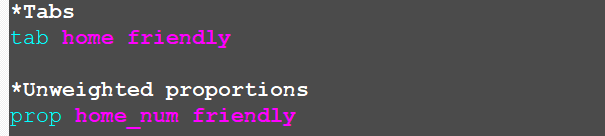 *Tabs
tab home friendly
*Unweighted proportions
prop home_num friendly